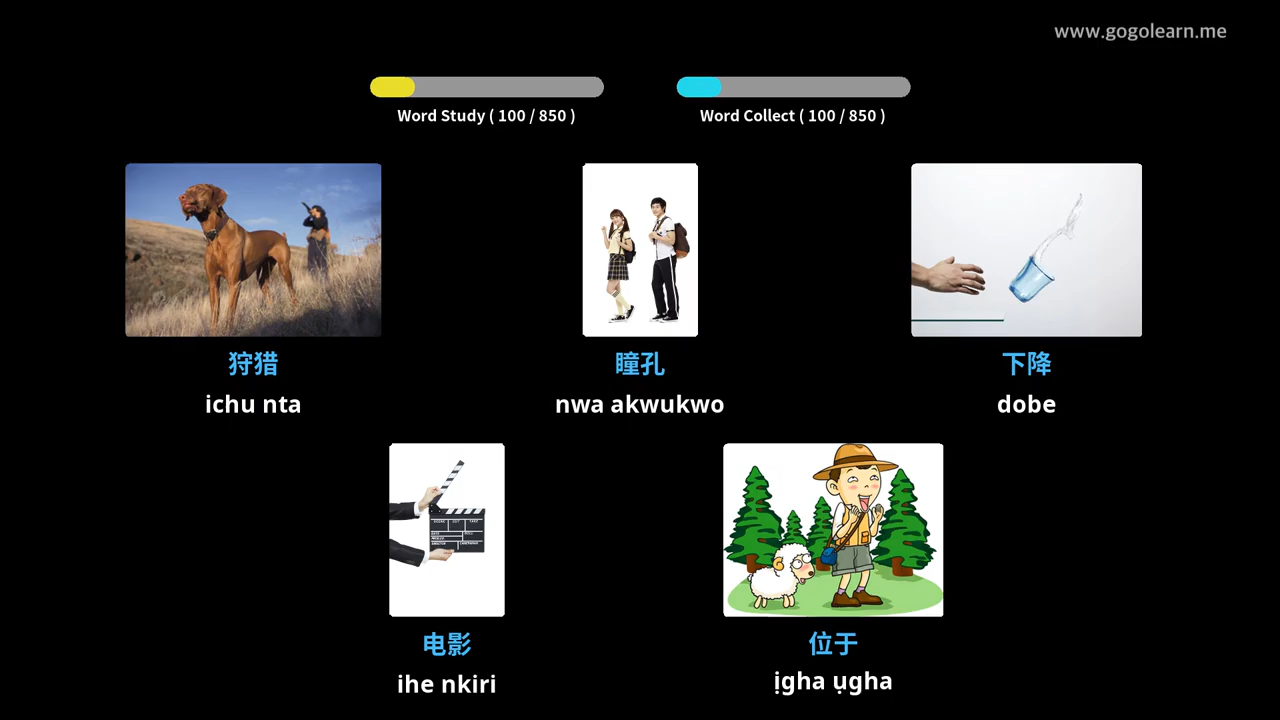 www.gogolearn.me
Word Study ( 100 / 850 )
Word Collect ( 100 / 850 )
狩猎
ichu nta
瞳孔
nwa akwukwo
下降
dobe
电影
ihe nkiri
位于
ịgha ụgha